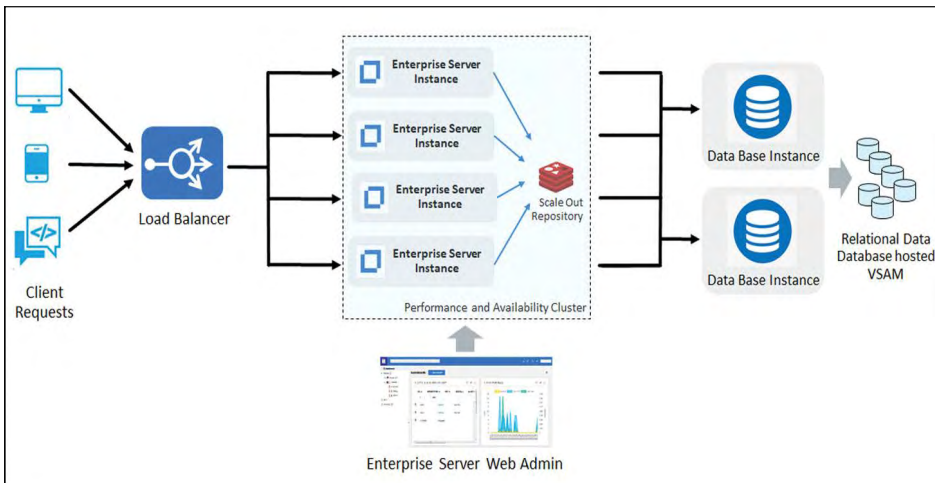 Client
Requests
Load Balancer
Enterprise Server
Instance
Enterprise Server
Instance
Enterprise Server
Instance
Enterprise Server
Instance
Scale Out
Repository
Performance and Availability Cluster
Data Base Instance
Data Base Instance
Relational Data
Database hosted
VSAM
Enterprise Server Web Admin